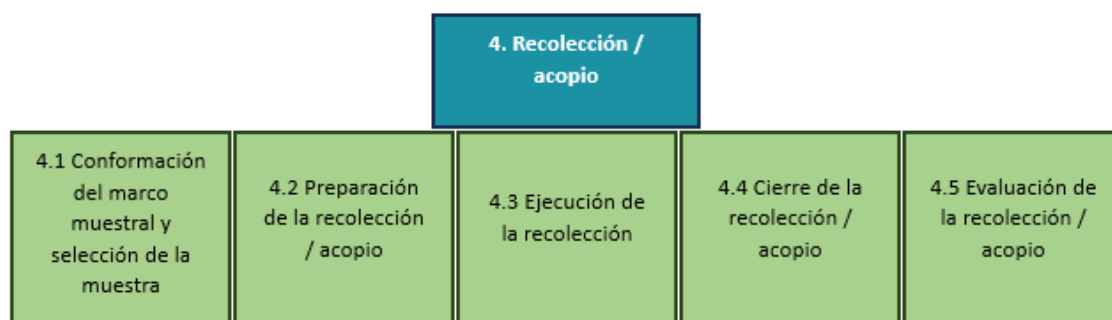 4. Recolección /
acopio
4.1 Conformación
del marco
muestral y
selección de la
muestra
4.2 Preparación
de la recolección
/ acopio
4.3 Ejecución de
la recolección
4.4 Cierre de la
recolección /
acopio
4.5 Evaluación de
la recolección /
acopio